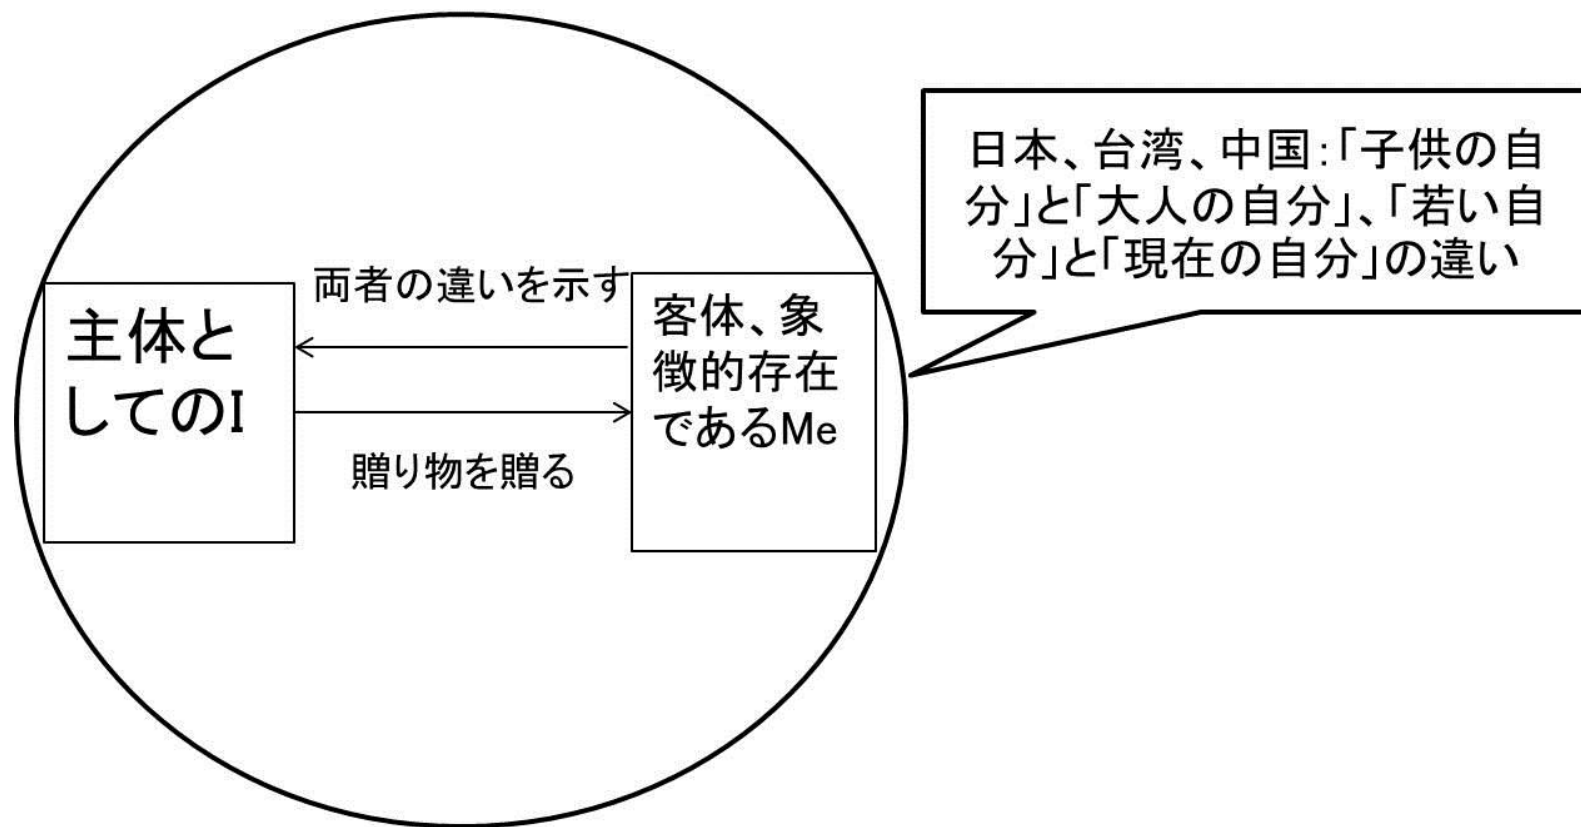 日本、台湾、中国:「子供の自
分」と「大人の自分」、「若い自
分」と「現在の自分」の違い
両者の違いを示す
主体と
してのI
客体、象
徴的存在
であるMe
贈り物を贈る